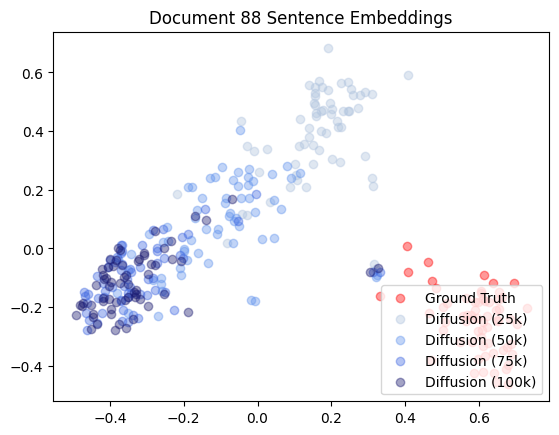 Document 88 Sentence Embeddings
0.6
0.4
0.2
0.0
−0.2
−0.4
Ground Truth
Diffusion (25k)
Diffusion (50k)
Diffusion (75k)
Diffusion (100k)
−0.4 −0.2 0.0 0.2 0.4 0.6